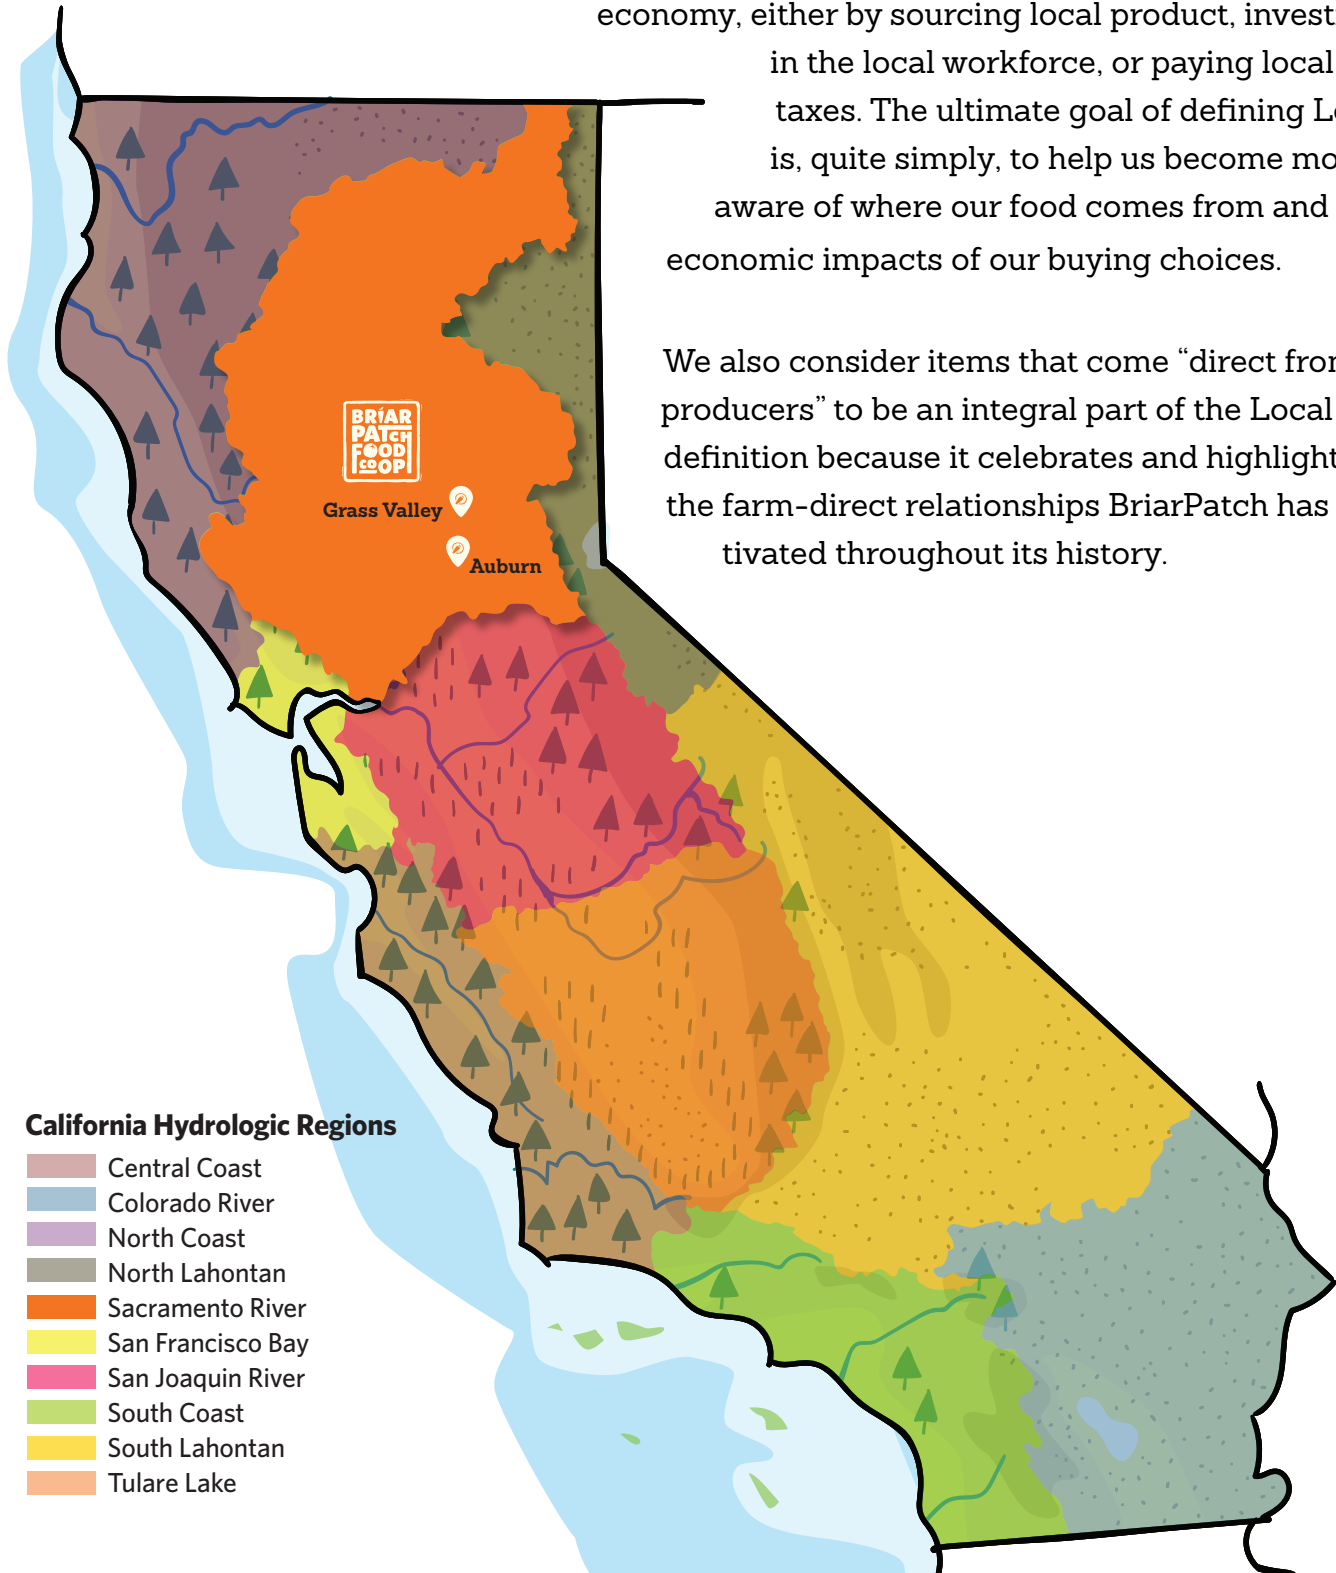 economy, either by sourcing local product, invest
in the local workforce, or paying local
taxes. The ultimate goal of defining L
is, quite simply, to help us become mo
aware of where our food comes from and
economic impacts of our buying choices.
We also consider items that come “direct from
producers” to be an integral part of the Local
definition because it celebrates and highlight
the farm-direct relationships BriarPatch has
tivated throughout its history.
BRIAR
PATCH
FOOD
COOP
Grass Valley
Auburn
California Hydrologic Regions
Central Coast
Colorado River
North Coast
North Lahontan
Sacramento River
San Francisco Bay
San Joaquin River
South Coast
South Lahontan
Tulare Lake